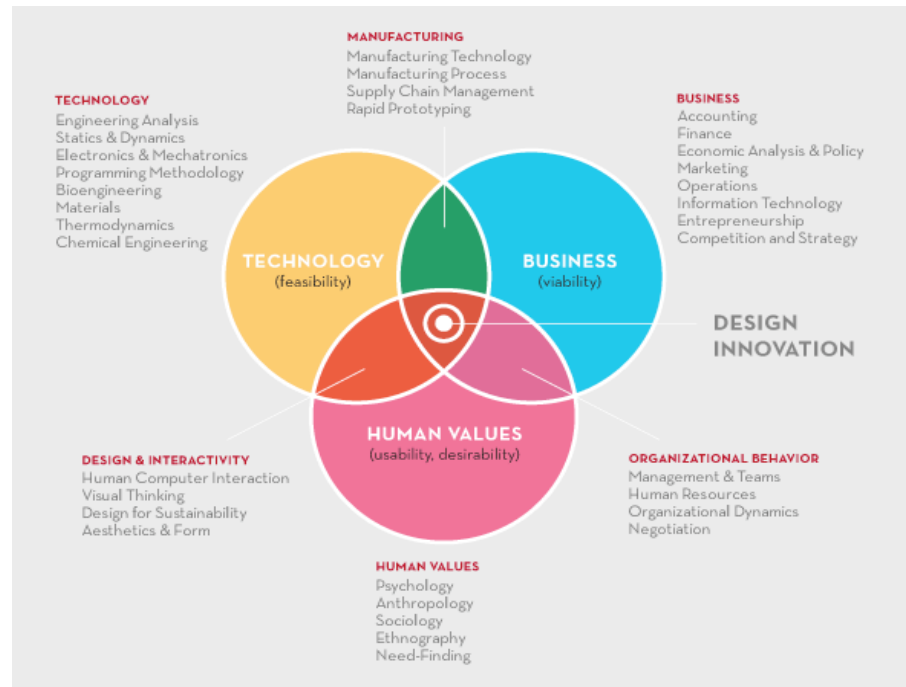 MANUFACTURING
Manufacturing Technology
Manufacturing Process
Supply Chain Management
Rapid Prototyping
TECHNOLOGY
Engineering Analysis
Statics & Dynamics
Electronics & Mechatronics
Programming Methodology
Bioengineering
Materials
Thermodynamics
Chemical Engineering
BUSINESS
Accounting
Finance
Economic Analysis & Policy
Marketing
Operations
Information Technology
Entrepreneurship
Competition and Strategy
TECHNOLOGY
(feasibility)
BUSINESS
(viability)
DESIGN
INNOVATION
HUMAN VALUES
(usability, desirability)
DESIGN & INTERACTIVITY
Human Computer Interaction
Visual Thinking
Design for Sustainability
Aesthetics & Form
ORGANIZATIONAL BEHAVIOR
Management & Teams
Human Resources
Organizational Dynamics
Negotiation
HUMAN VALUES
Psychology
Anthropology
Sociology
Ethnography
Need-Finding